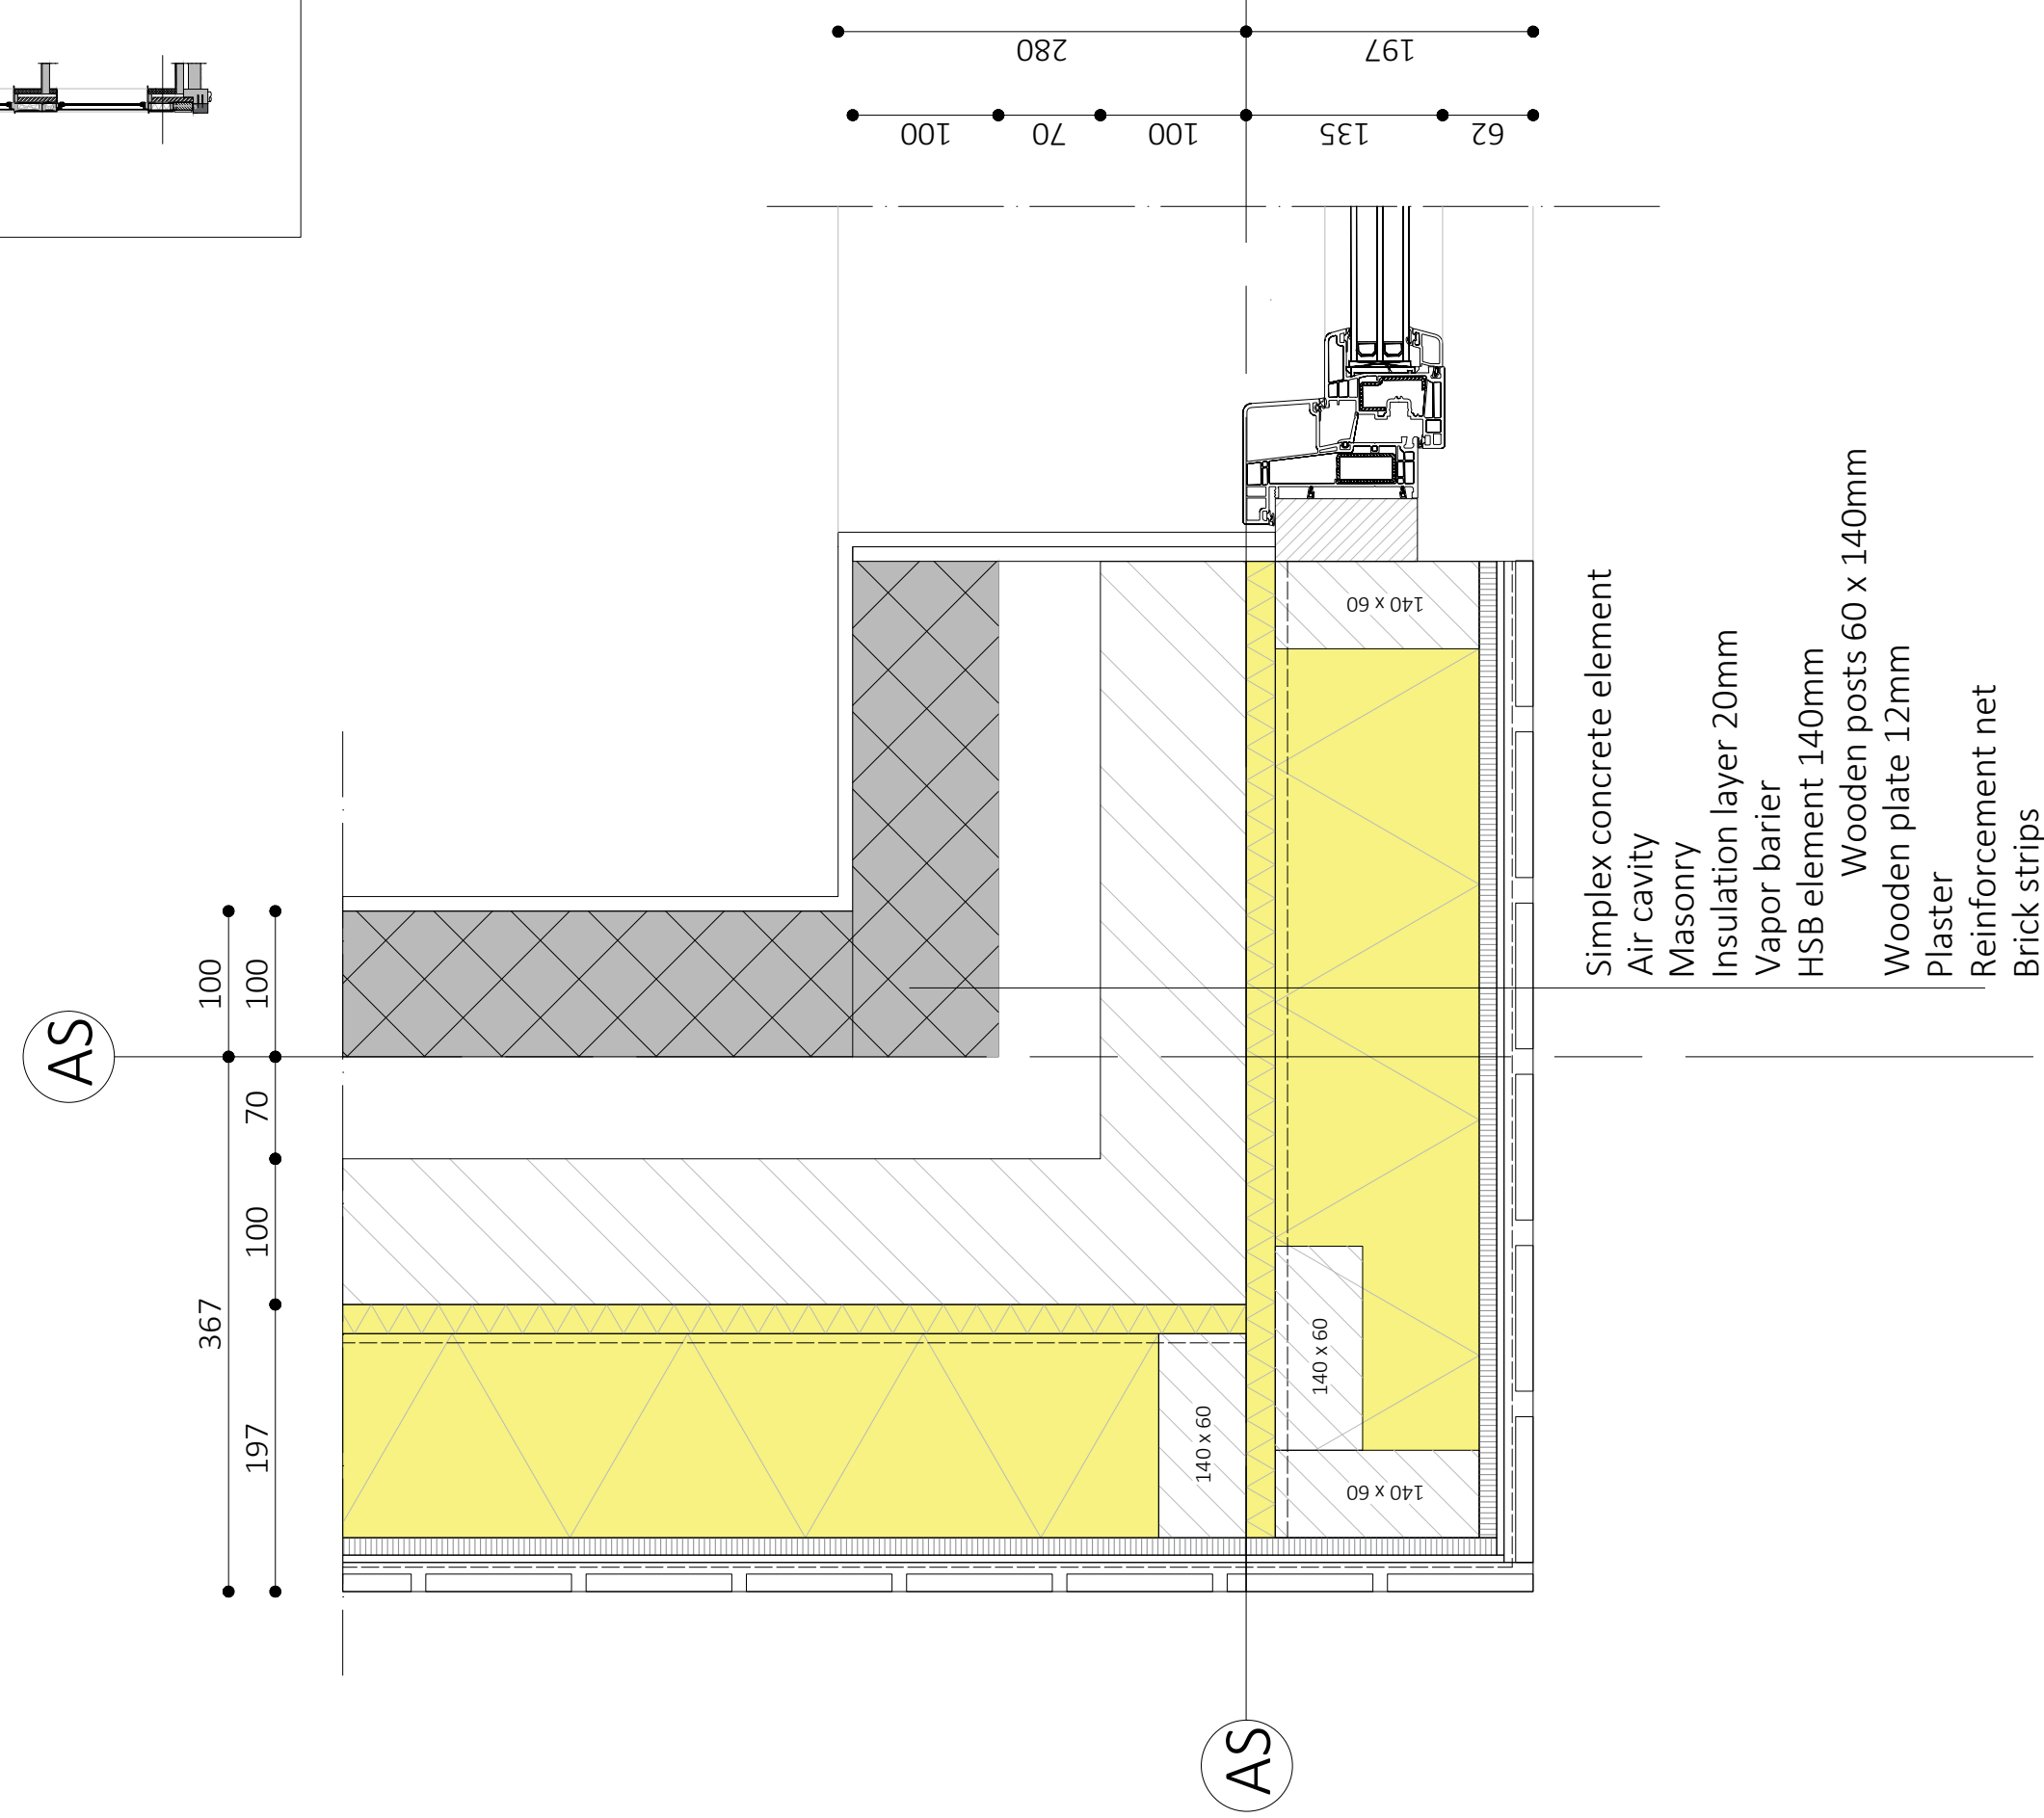 280
197
100
70
100
135
62
AS
100
367
100
70
100
197
140 x 60
140 x 60
140 x 60
140 x 60
AS
Simplex concrete element
Air cavity
Masonry
Insulation layer 20mm
Vapor barier
HSB element 140mm
Wooden posts 60 x 140mm
Wooden plate 12mm
Plaster
Reinforcement net
Brick strips